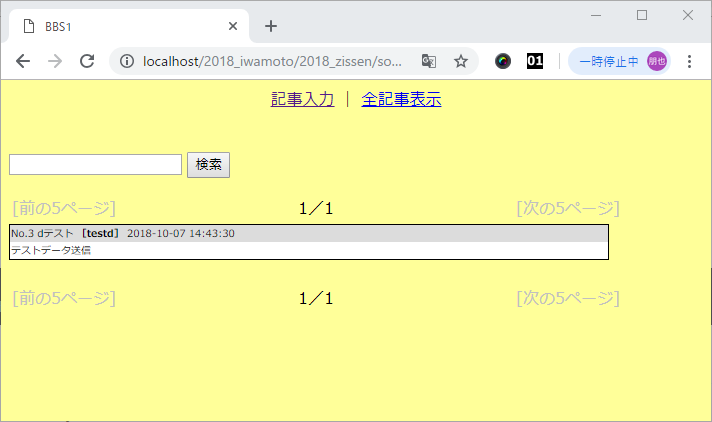 BBS1
localhost/2018_iwamoto/2018_zissen/so...
01
一時停止中
朋也
記事入力 | 全記事表示
検索
[前の5ページ] 1／1 [次の5ページ]
No.3 dテスト [testd] 2018-10-07 14:43:30
テストデータ送信
[前の5ページ] 1／1 [次の5ページ]